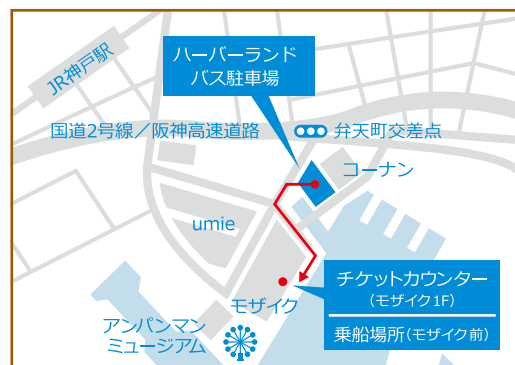 JR神戸駅
ハーバーランド
バス駐車場
国道2号線／阪神高速道路
弁天町交差点
コーナン
umie
チケットカウンター
(モザイク1F)
モザイク
乗船場所(モザイク前)
アンパンマン
ミュージアム